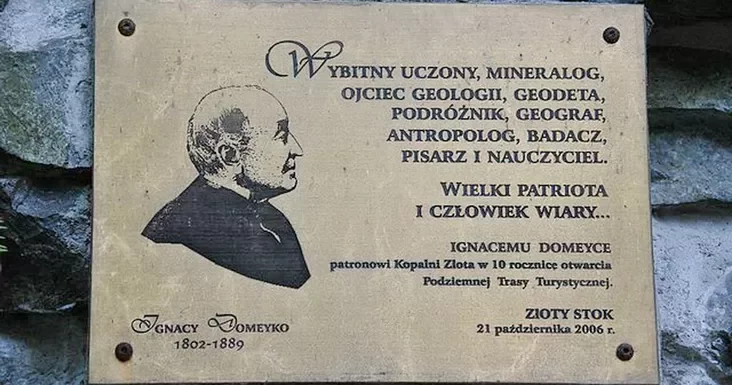 WYBITNY UCZONY, MINERALOG,
OJCIEC GEOLOGII, GEODETA,
PODRÓŻNIK, GEOGRAF,
ANTROPOLOG, BADACZ,
PISARZ I NAUCZYCIEL.
WIELKI PATRIOTA
I CZŁOWIEK WIARY...
IGNACEMU DOMEYCE
patronowi Kopalni Złota w 10 rocznicę otwarcia
Podziemnej Trasy Turystycznej.
ZŁOTY STOK
21 października 2006 r.
IGNACY DOMEYKO
1802-1889